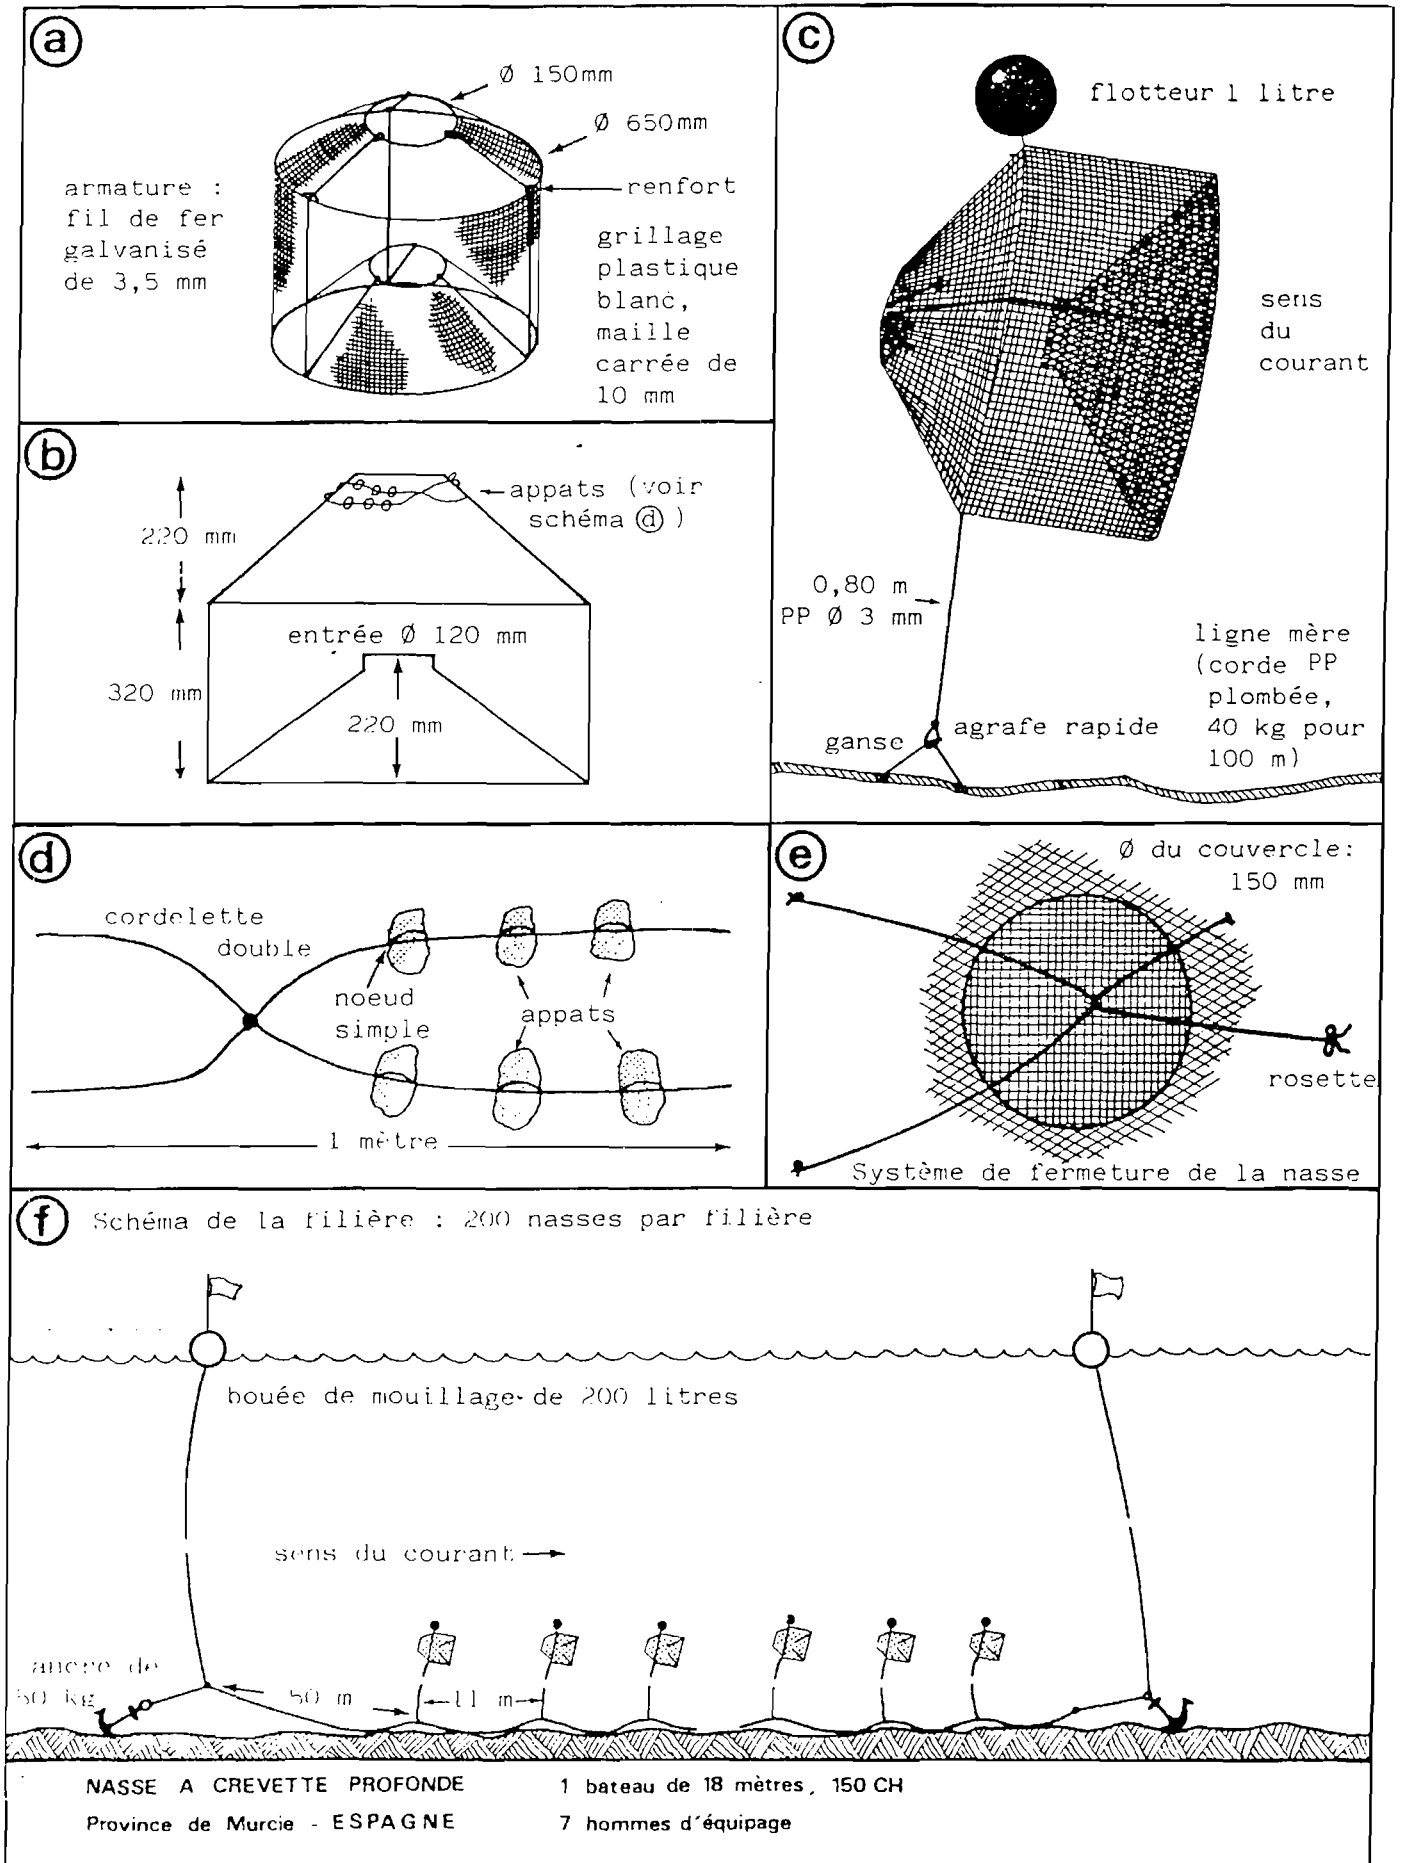 a
Ø 150mm
Ø 650mm
armature :
fil de fer
galvanisé
de 3,5 mm
renfort
grillage
plastique
blanc,
maille
carrée de
10 mm
b
appats (voir
schéma d )
220 mm
entrée Ø 120 mm
320 mm
220 mm
c
flotteur 1 litre
sens
du
courant
0,80 m
PP Ø 3 mm
ligne mère
(corde PP
plombée,
40 kg pour
100 m)
ganse
agrafe rapide
d
cordelette
double
noeud
simple
appats
1 mètre
e
Ø du couvercle:
150 mm
rosette
Système de fermeture de la nasse
f
Schéma de la filière : 200 nasses par filière
bouée de mouillage de 200 litres
sens du courant
ancre de
kg
50 m
11 m
NASSE A CREVETTE PROFONDE
Province de Murcie - ESPAGNE
1 bateau de 18 mètres, 150 CH
7 hommes d'équipage